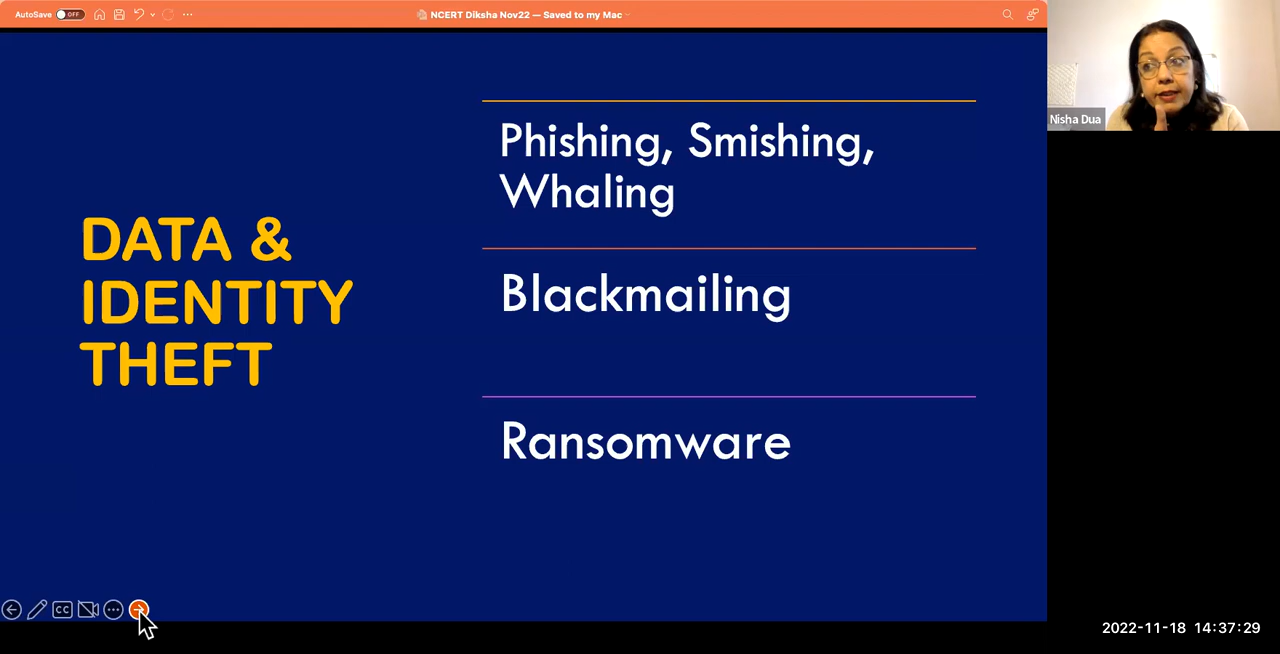 AutoSave OFF
NCERT Diksha Nov22 — Saved to my Mac
Nisha Dua
DATA &
IDENTITY
THEFT
Phishing, Smishing,
Whaling
Blackmailing
Ransomware
CC
2022-11-18 14:37:29